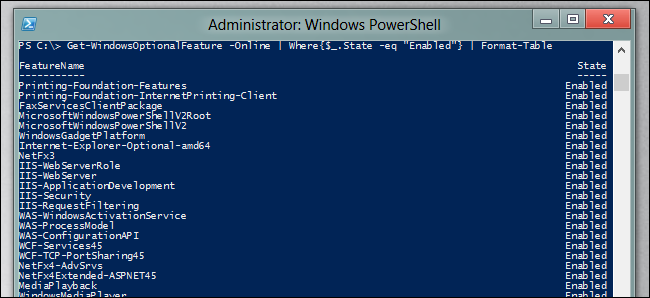 Administrator: Windows PowerShell
PS C:\> Get-WindowsOptionalFeature -Online | Where{$_.State -eq "Enabled"} | Format-Table
FeatureName State
----------- -----
Printing-Foundation-Features Enabled
Printing-Foundation-InternetPrinting-Client Enabled
FaxServicesClientPackage Enabled
MicrosoftWindowsPowerShellV2Root Enabled
MicrosoftWindowsPowerShellV2 Enabled
WindowsGadgetPlatform Enabled
Internet-Explorer-Optional-amd64 Enabled
NetFx3 Enabled
IIS-WebServerRole Enabled
IIS-WebServer Enabled
IIS-ApplicationDevelopment Enabled
IIS-Security Enabled
IIS-RequestFiltering Enabled
WAS-WindowsActivationService Enabled
WAS-ProcessModel Enabled
WAS-ConfigurationAPI Enabled
WCF-Services45 Enabled
WCF-TCP-PortSharing45 Enabled
NetFx4-AdvSrvs Enabled
NetFx4Extended-ASPNET45 Enabled
MediaPlayback Enabled
WindowsMediaPlayer Enabled